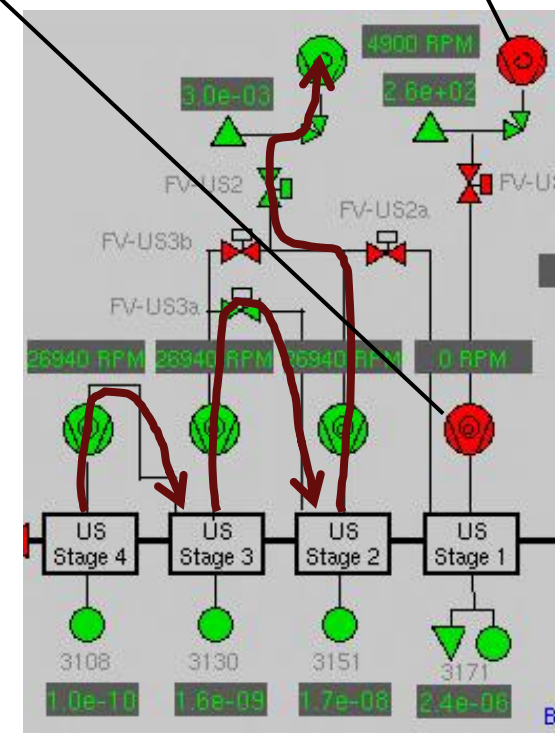 4900 RPM
3.0e-03
2.6e+02
FV-US2
FV-US
FV-US2a
FV-US3b
FV-US3a
26940 RPM
26940 RPM
26940 RPM
0 RPM
US
Stage 4
US
Stage 3
US
Stage 2
US
Stage 1
3108
3130
3151
3171
1.0e-10
1.6e-09
1.7e-08
2.4e-06
B